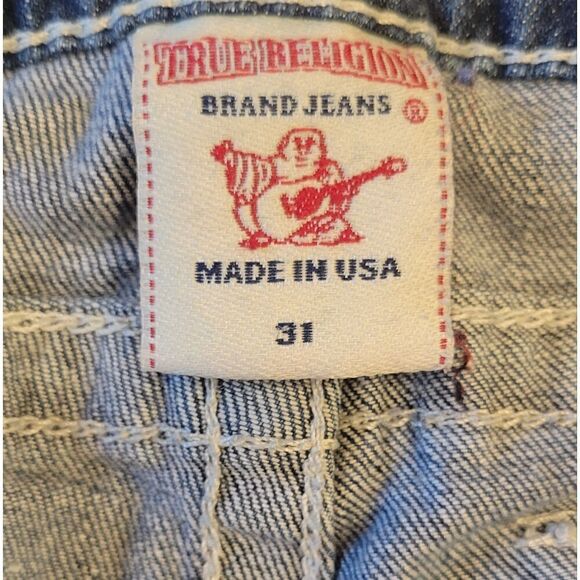 TRUE RELIGION
BRAND JEANS ®
MADE IN USA
31